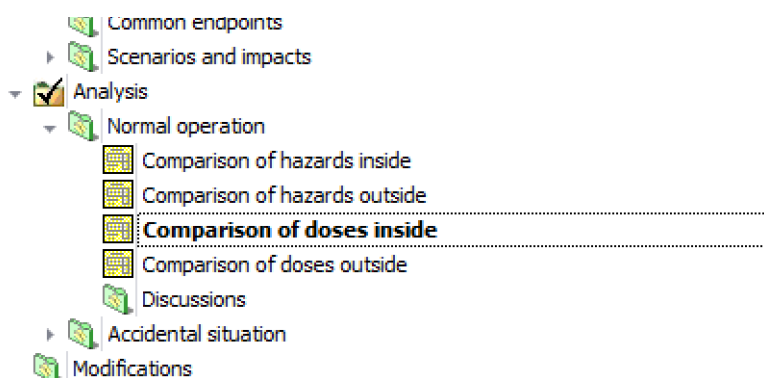 Common endpoints
Scenarios and impacts
Analysis
Normal operation
Comparison of hazards inside
Comparison of hazards outside
Comparison of doses inside
Comparison of doses outside
Discussions
Accidental situation
Modifications